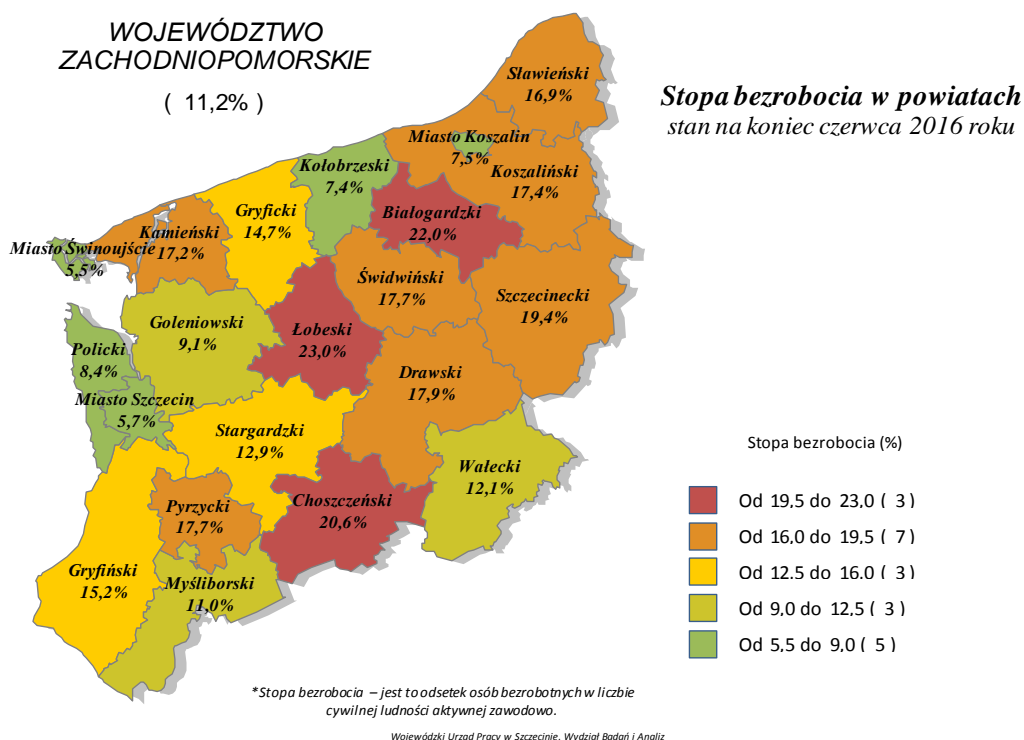 WOJEWÓDZTWO
ZACHODNIOPOMORSKIE
( 11,2% )
Stopa bezrobocia w powiatach
stan na koniec czerwca 2016 roku
Sławieński
16,9%
Miasto Koszalin
7,5%
Koszaliński
17,4%
Kołobrzeski
7,4%
Białogardzki
22,0%
Gryficki
14,7%
Kamieński
17,2%
Miasto Świnoujście
5,5%
Świdwiński
17,7%
Szczecinecki
19,4%
Goleniowski
9,1%
Łobeski
23,0%
Policki
8,4%
Drawski
17,9%
Miasto Szczecin
5,7%
Stargardzki
12,9%
Wałecki
12,1%
Pyrzycki
17,7%
Choszczeński
20,6%
Gryfiński
15,2%
Myśliborski
11,0%
Stopa bezrobocia (%)
Od 19,5 do 23,0 ( 3 )
Od 16,0 do 19,5 ( 7 )
Od 12.5 do 16.0 ( 3 )
Od 9,0 do 12,5 ( 3 )
Od 5,5 do 9,0 ( 5 )
*Stopa bezrobocia – jest to odsetek osób bezrobotnych w liczbie
cywilnej ludności aktywnej zawodowo.
Wojewódzki Urząd Pracy w Szczecinie, Wydział Badań i Analiz